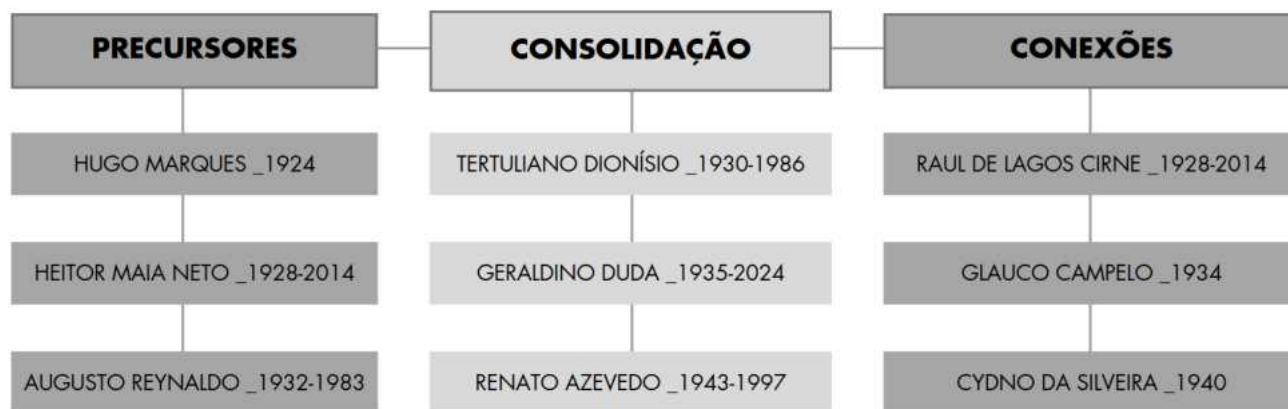 PRECURSORES
HUGO MARQUES _1924
HEITOR MAIA NETO _1928-2014
AUGUSTO REYNALDO _1932-1983
CONSOLIDAÇÃO
TERTULIANO DIONÍSIO _1930-1986
GERALDINO DUDA _1935-2024
RENATO AZEVEDO _1943-1997
CONEXÕES
RAUL DE LAGOS CIRNE _1928-2014
GLAUCO CAMPELO _1934
CYDNO DA SILVEIRA _1940